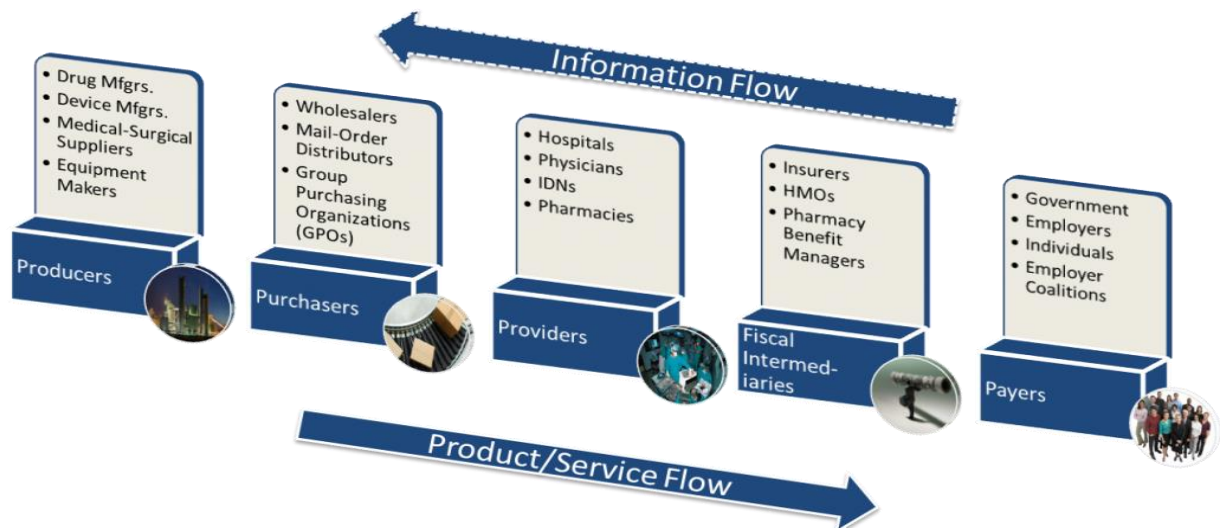 Information Flow
• Drug Mfgrs.
• Device Mfgrs.
• Medical-Surgical
Suppliers
• Equipment
Makers
Producers
• Wholesalers
• Mail-Order
Distributors
• Group
Purchasing
Organizations
(GPOs)
Purchasers
• Hospitals
• Physicians
• IDNs
• Pharmacies
Providers
• Insurers
• HMOs
• Pharmacy
Benefit
Managers
Fiscal
Intermed-
iaries
• Government
• Employers
• Individuals
• Employer
Coalitions
Payers
Product/Service Flow